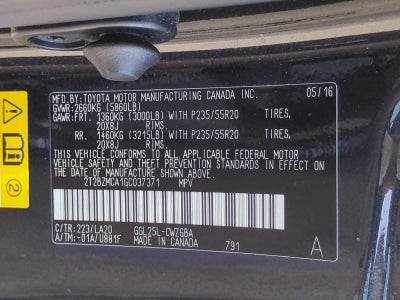 MFD.BY:TOYOTA MOTOR MANUFACTURING CANADA INC. 05/16
GVWR:2660KG (5860LB)
GAWR:FRT. 1360KG (3000LB) WITH P235/55R20 TIRES,
20X8J RIMS.
RR. 1460KG (3215LB) WITH P235/55R20 TIRES,
20X8J RIMS.
THIS VEHICLE CONFORMS TO ALL APPLICABLE FEDERAL MOTOR
VEHICLE SAFETY AND THEFT PREVENTION STANDARDS IN EFFECT
ON THE DATE OF MANUFACTURE SHOWN ABOVE.
2T2BZMCA1GC037371 MPV
C/TR:223/LA20 GGL25L-CWZGBA
A/TM:-01A/U881F
MADE IN CANADA 791 A
2